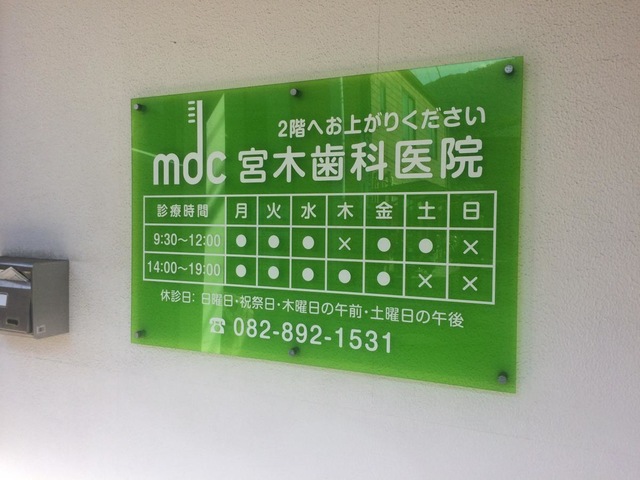 2階へお上がりください
mdc 宮木歯科医院
診療時間 月 火 水 木 金 土 日
9:30〜12:00 ● ● ● × ● ● ×
14:00〜19:00 ● ● ● ● ● × ×
休診日: 日曜日・祝祭日・木曜日の午前・土曜日の午後
☎ 082-892-1531